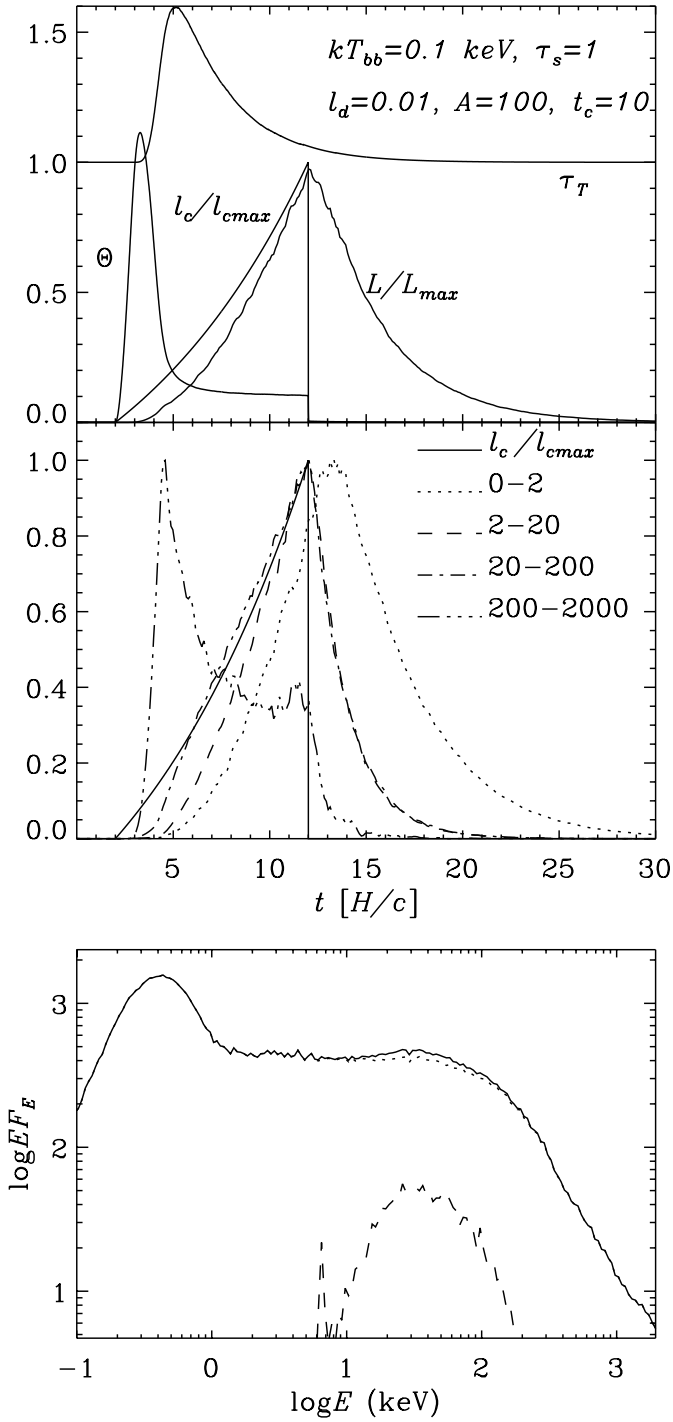 1.5
kT_bb=0.1 keV, τ_s=1
l_d=0.01, A=100, t_c=10
1.0
τ_T
l_c/l_cmax
Θ
0.5
L/L_max
0.0
l_c/l_cmax
1.0
0-2
2-20
0.8
20-200
0.6
200-2000
0.4
0.2
0.0
5 10 15 20 25 30
t [H/c]
3
logEF_E
2
1
-1 0 1 2 3
logE (keV)